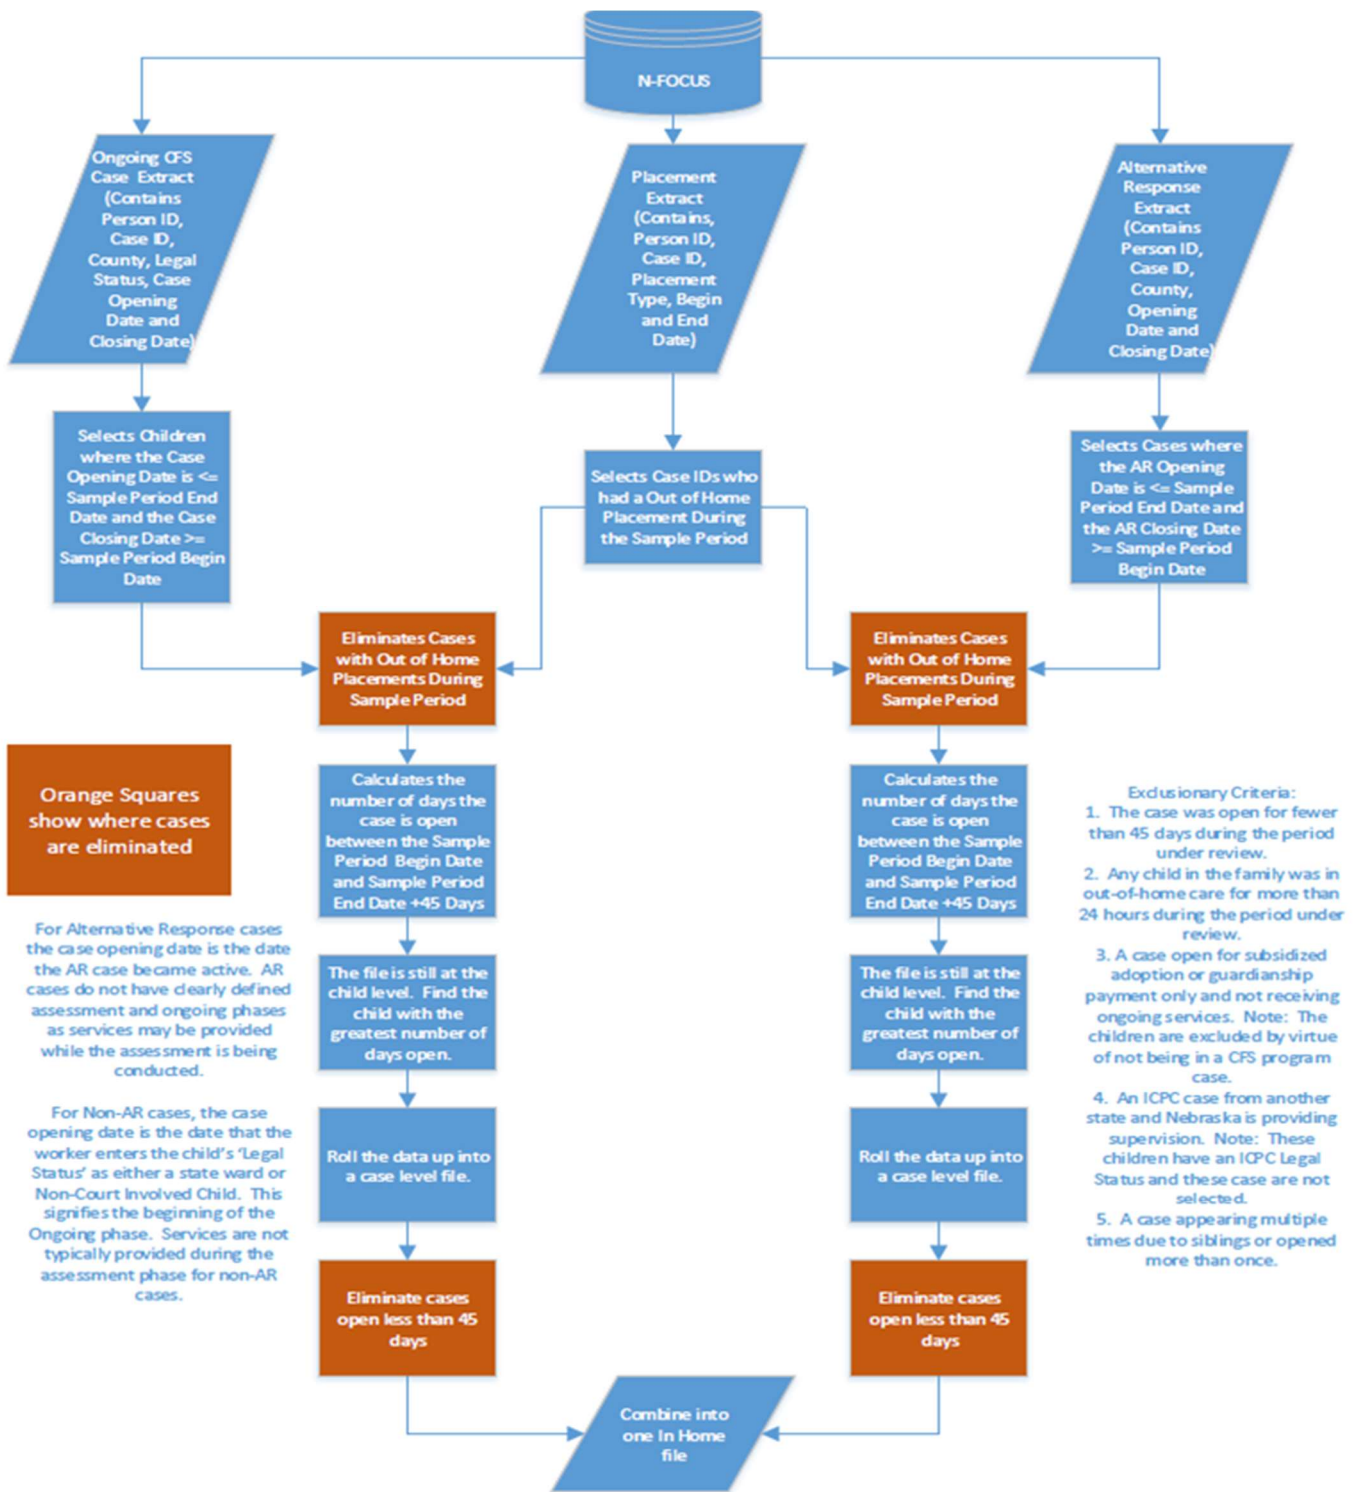 N-FOCUS
Ongoing CFS
Case Extract
(Contains
Person ID,
Case ID,
County, Legal
Status, Case
Opening
Date and
Closing Date)
Placement
Extract
(Contains,
Person ID,
Case ID,
Placement
Type, Begin
and End
Date)
Alternative
Response
Extract
(Contains
Person ID,
Case ID,
County,
Opening
Date and
Closing Date)
Selects Children
where the Case
Opening Date is <=
Sample Period End
Date and the Case
Closing Date >=
Sample Period Begin
Date
Selects Case IDs who
had a Out of Home
Placement During
the Sample Period
Selects Cases where
the AR Opening
Date is <= Sample
Period End Date and
the AR Closing Date
>= Sample Period
Begin Date
Eliminates Cases
with Out of Home
Placements During
Sample Period
Eliminates Cases
with Out of Home
Placements During
Sample Period
Orange Squares
show where cases
are eliminated
Calculates the
number of days the
case is open
between the Sample
Period Begin Date
and Sample Period
End Date +45 Days
Calculates the
number of days the
case is open
between the Sample
Period Begin Date
and Sample Period
End Date +45 Days
For Alternative Response cases
the case opening date is the date
the AR case became active. AR
cases do not have clearly defined
assessment and ongoing phases
as services may be provided
while the assessment is being
conducted.
For Non-AR cases, the case
opening date is the date that the
worker enters the child's 'Legal
Status' as either a state ward or
Non-Court Involved Child. This
signifies the beginning of the
Ongoing phase. Services are not
typically provided during the
assessment phase for non-AR
cases.
The file is still at the
child level. Find the
child with the
greatest number of
days open.
The file is still at the
child level. Find the
child with the
greatest number of
days open.
Exclusionary Criteria:
1. The case was open for fewer
than 45 days during the period
under review.
2. Any child in the family was in
out-of-home care for more than
24 hours during the period under
review.
3. A case open for subsidized
adoption or guardianship
payment only and not receiving
ongoing services. Note: The
children are excluded by virtue
of not being in a CFS program
case.
4. An ICPC case from another
state and Nebraska is providing
supervision. Note: These
children have an ICPC Legal
Status and these case are not
selected.
5. A case appearing multiple
times due to siblings or opened
more than once.
Roll the data up into
a case level file.
Roll the data up into
a case level file.
Eliminate cases
open less than 45
days
Eliminate cases
open less than 45
days
Combine into
one In Home
file